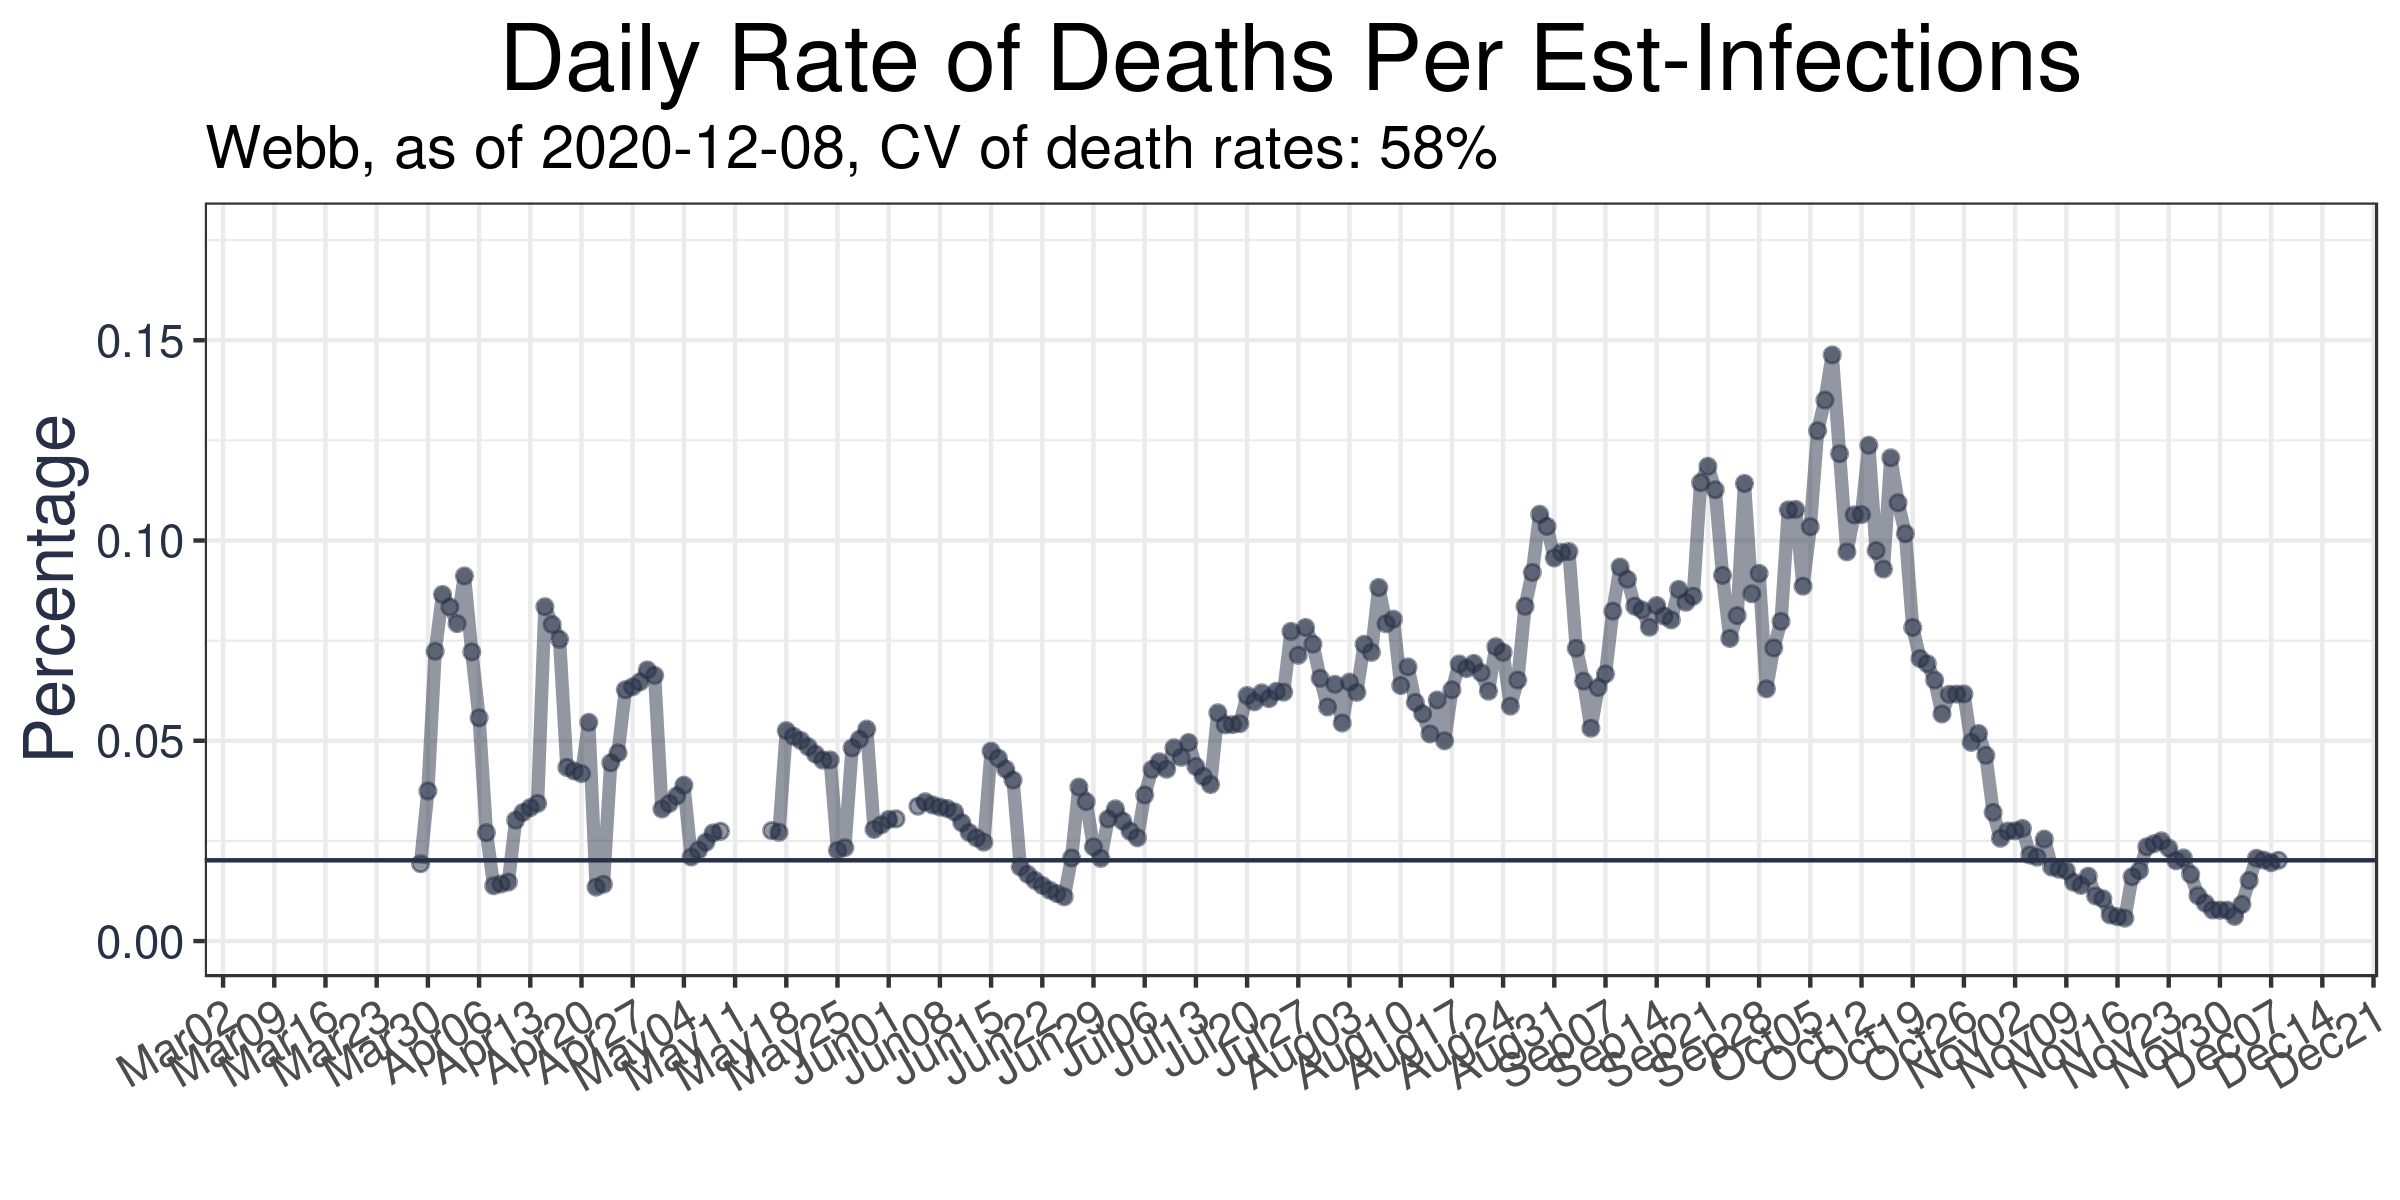 Daily Rate of Deaths Per Est-Infections
Webb, as of 2020-12-08, CV of death rates: 58%
Percentage
0.15
0.10
0.05
0.00
Mar02
Mar09
Mar16
Mar23
Mar30
Apr06
Apr13
Apr20
Apr27
May04
May11
May18
May25
Jun01
Jun08
Jun15
Jun22
Jun29
Jul06
Jul13
Jul20
Jul27
Aug03
Aug10
Aug17
Aug24
Aug31
Sep07
Sep14
Sep21
Sep28
Oct05
Oct12
Oct19
Oct26
Nov02
Nov09
Nov16
Nov23
Nov30
Dec07
Dec14
Dec21